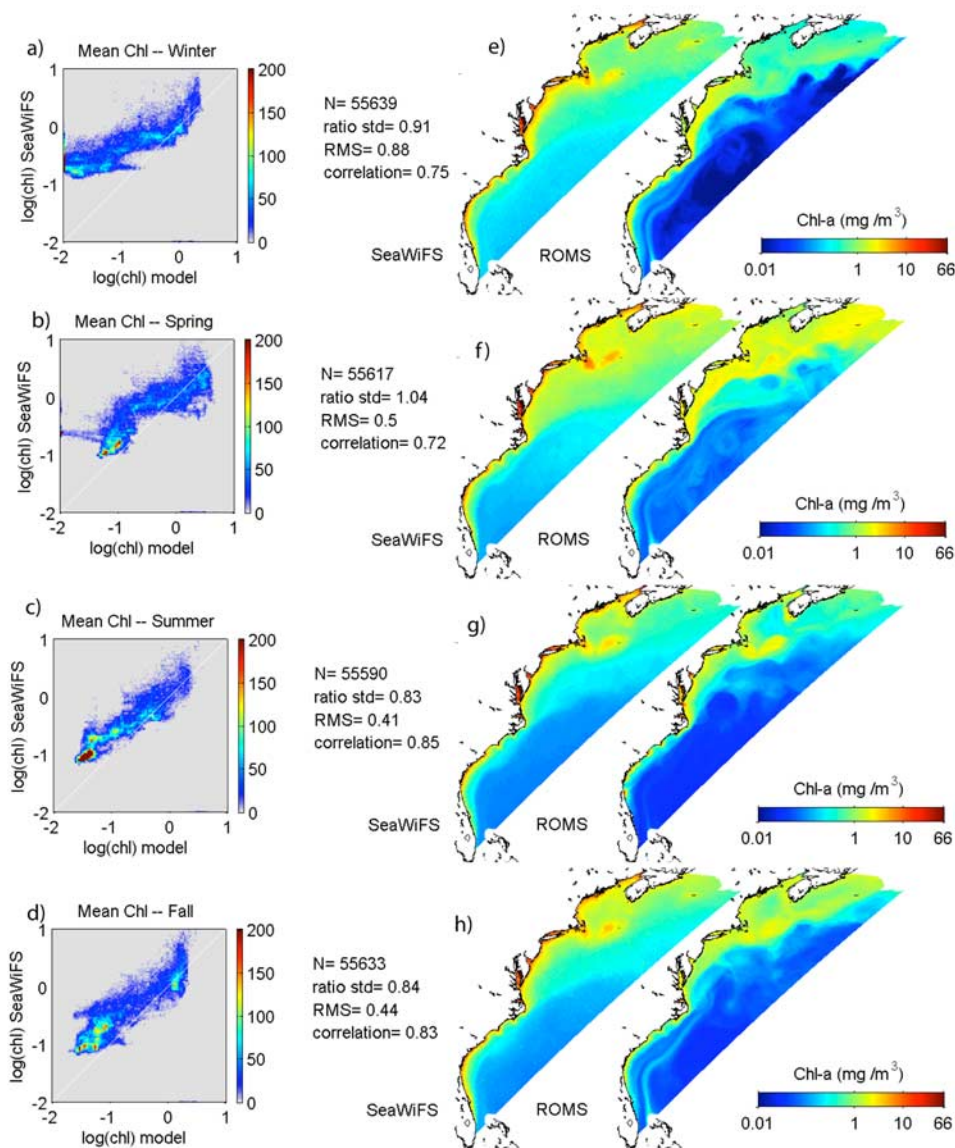 a)
Mean Chl -- Winter
1
0
-1
-2
-2 -1 0 1
log(chl) SeaWiFS
log(chl) model
200
150
100
50
0
N= 55639
ratio std= 0.91
RMS= 0.88
correlation= 0.75
e)
SeaWiFS
ROMS
Chl-a (mg /m³)
0.01 1 10 66
b)
Mean Chl -- Spring
1
0
-1
-2
-2 -1 0 1
log(chl) SeaWiFS
log(chl) model
200
150
100
50
0
N= 55617
ratio std= 1.04
RMS= 0.5
correlation= 0.72
f)
SeaWiFS
ROMS
Chl-a (mg /m³)
0.01 1 10 66
c)
Mean Chl -- Summer
1
0
-1
-2
-2 -1 0 1
log(chl) SeaWiFS
log(chl) model
200
150
100
50
0
N= 55590
ratio std= 0.83
RMS= 0.41
correlation= 0.85
g)
SeaWiFS
ROMS
Chl-a (mg /m³)
0.01 1 10 66
d)
Mean Chl --Fall
1
0
-1
-2
-2 -1 0 1
log(chl) SeaWiFS
log(chl) model
200
150
100
50
0
N= 55633
ratio std= 0.84
RMS= 0.44
correlation= 0.83
h)
SeaWiFS
ROMS
Chl-a (mg /m³)
0.01 1 10 66